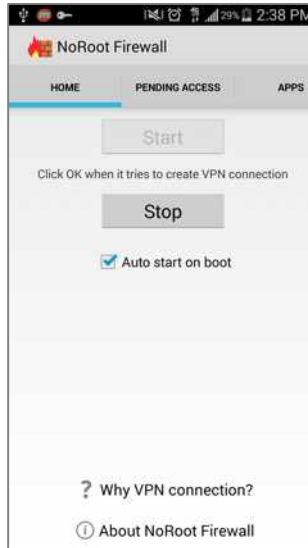 29% 2:38 PM
NoRoot Firewall
HOME PENDING ACCESS APPS
Start
Click OK when it tries to create VPN connection
Stop
Auto start on boot
? Why VPN connection?
About NoRoot Firewall